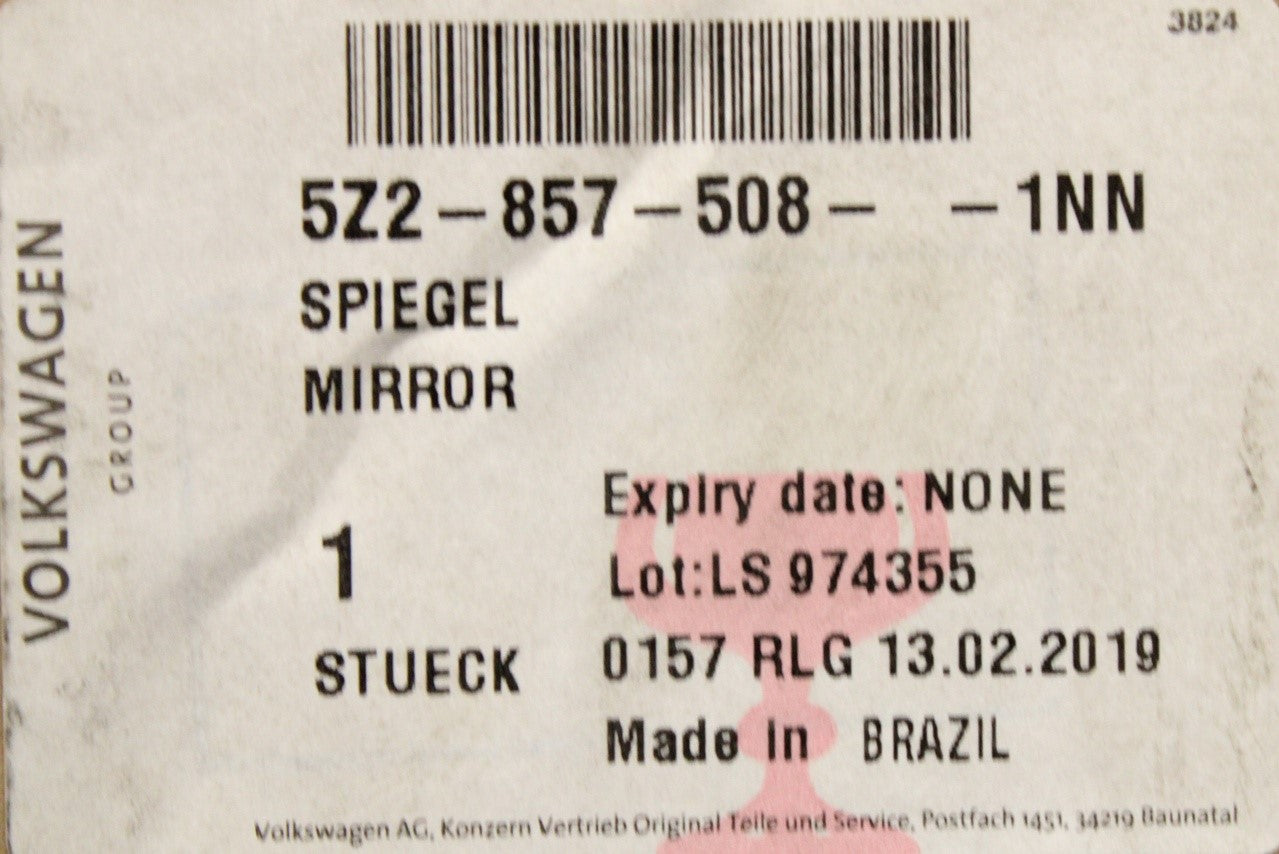 3824
5Z2-857-508- -1NN
SPIEGEL
MIRROR
VOLKSWAGEN
GROUP
1
STUECK
Expiry date: NONE
Lot:LS 974355
0157 RLG 13.02.2019
Made in BRAZIL
Volkswagen AG, Konzern Vertrieb Original Teile und Service, Postfach 1451, 34219 Baunatal